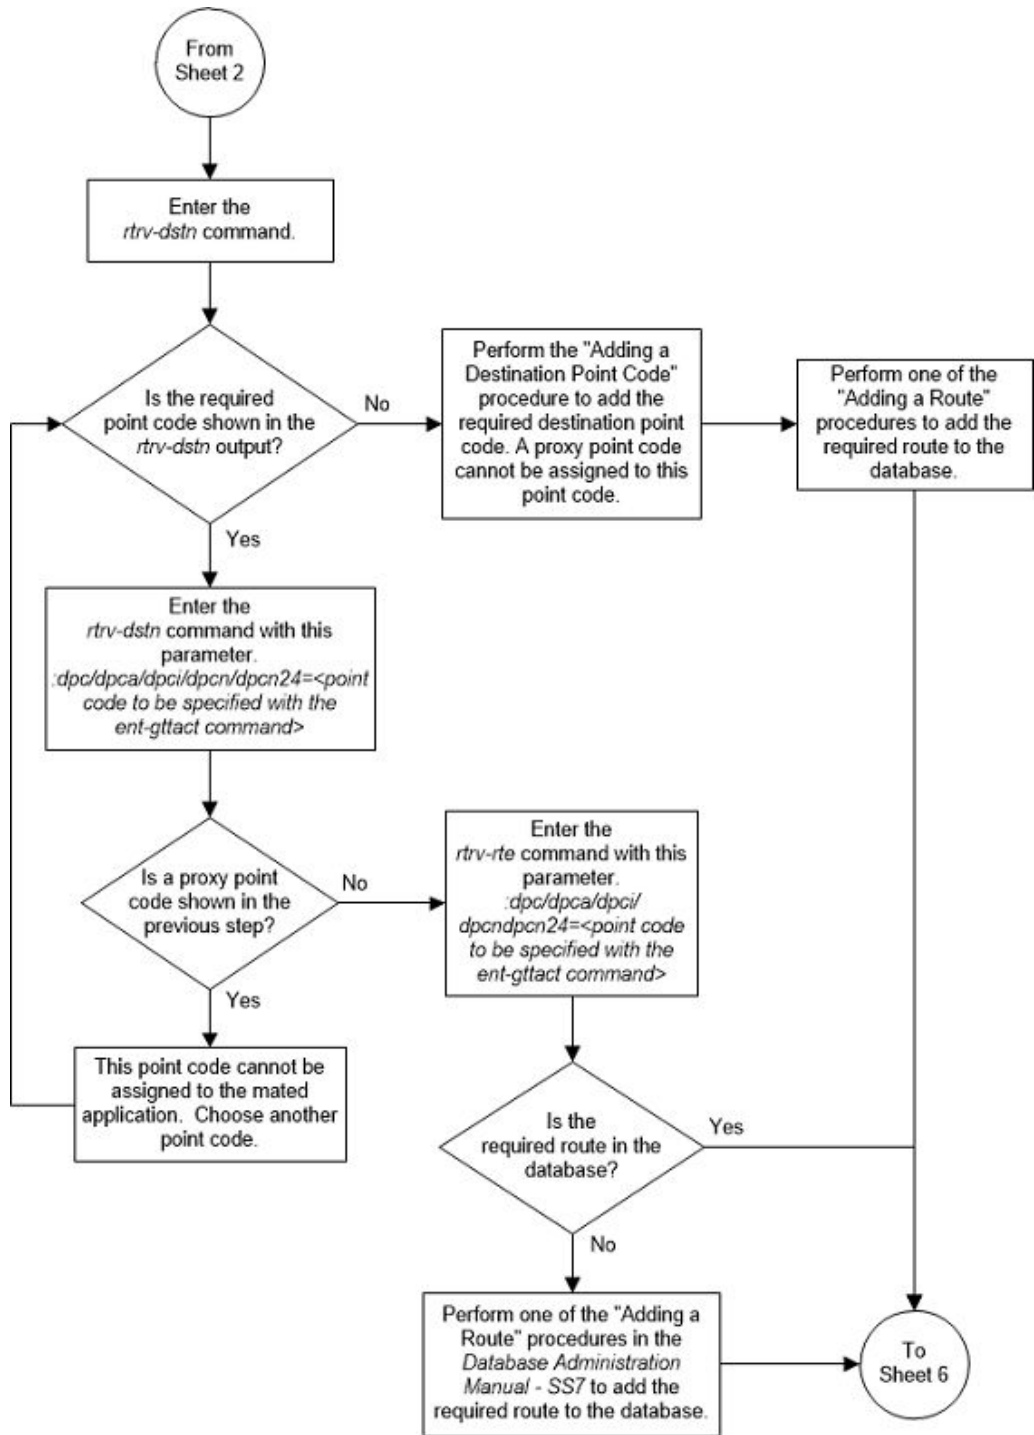 From
Sheet 2
Enter the
rtrv-dstn command.
Is the required
point code shown in the
rtrv-dstn output?
No
Perform the "Adding a
Destination Point Code"
procedure to add the
required destination point
code. A proxy point code
cannot be assigned to this
point code.
Perform one of the
"Adding a Route"
procedures to add the
required route to the
database.
Yes
Enter the
rtrv-dstn command with this
parameter.
:dpc/dpca/dpci/dpcn/dpcn24=<point
code to be specified with the
ent-gttact command>
Is a proxy point
code shown in the
previous step?
No
Enter the
rtrv-rte command with this
parameter.
:dpc/dpca/dpci/
dpcndpcn24=<point code
to be specified with the
ent-gttact command>
Yes
This point code cannot be
assigned to the mated
application. Choose another
point code.
Is the
required route in the
database?
Yes
No
Perform one of the "Adding a
Route" procedures in the
Database Administration
Manual - SS7 to add the
required route to the database.
To
Sheet 6